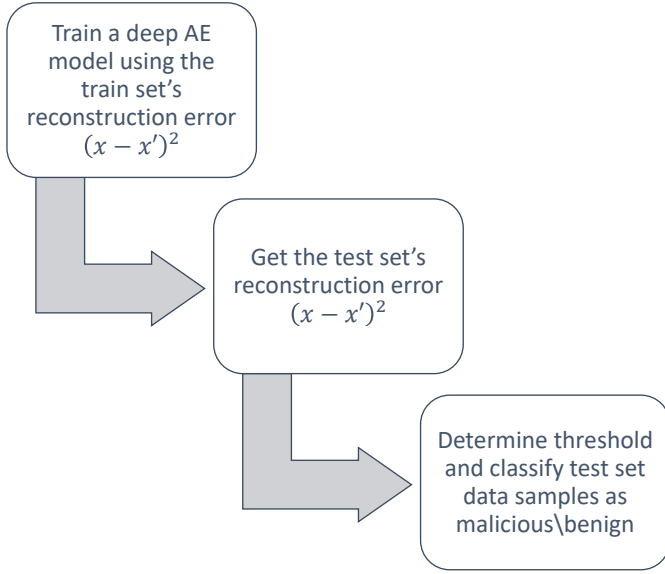 Train a deep AE
model using the
train set's
reconstruction error
(x − x′)²
Get the test set's
reconstruction error
(x − x′)²
Determine threshold
and classify test set
data samples as
malicious\benign